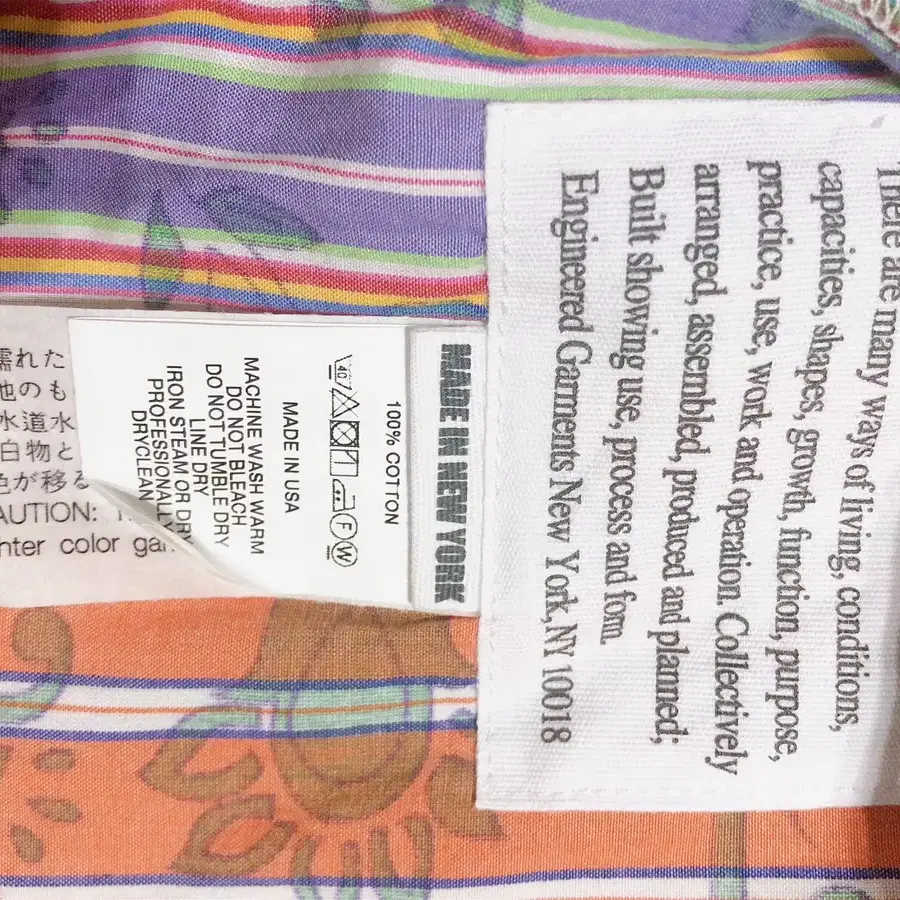 There are many ways of living, conditions,
capacities, shapes, growth, function, purpose,
practice, use, work and operation. Collectively
arranged, assembled, produced and planned;
Built showing use, process and form.
Engineered Garments New York, NY 10018
MADE IN NEW YORK
100% COTTON
40
F W
MADE IN USA
MACHINE WASH WARM
DO NOT BLEACH
DO NOT TUMBLE DRY
LINE DRY
IRON STEAM OR DRY
PROFESSIONALLY
DRYCLEAN
濡れた
他のも
水道水
白物と
色が移る
AUTION:
hter color gar